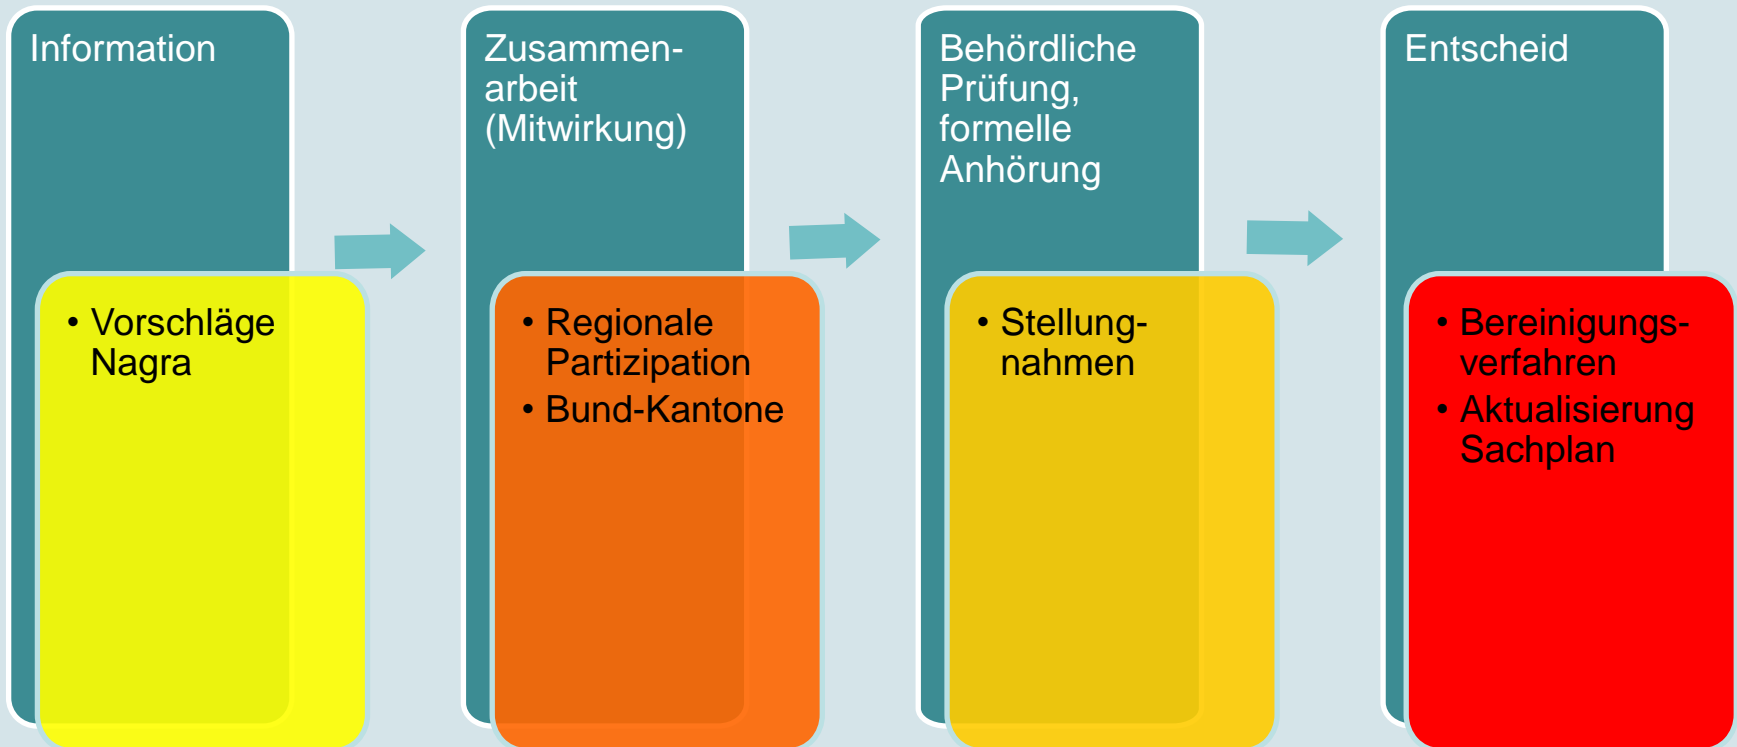 Information
• Vorschläge
Nagra
Zusammen-
arbeit
(Mitwirkung)
• Regionale
Partizipation
• Bund-Kantone
Behördliche
Prüfung,
formelle
Anhörung
• Stellung-
nahmen
Entscheid
• Bereinigungs-
verfahren
• Aktualisierung
Sachplan